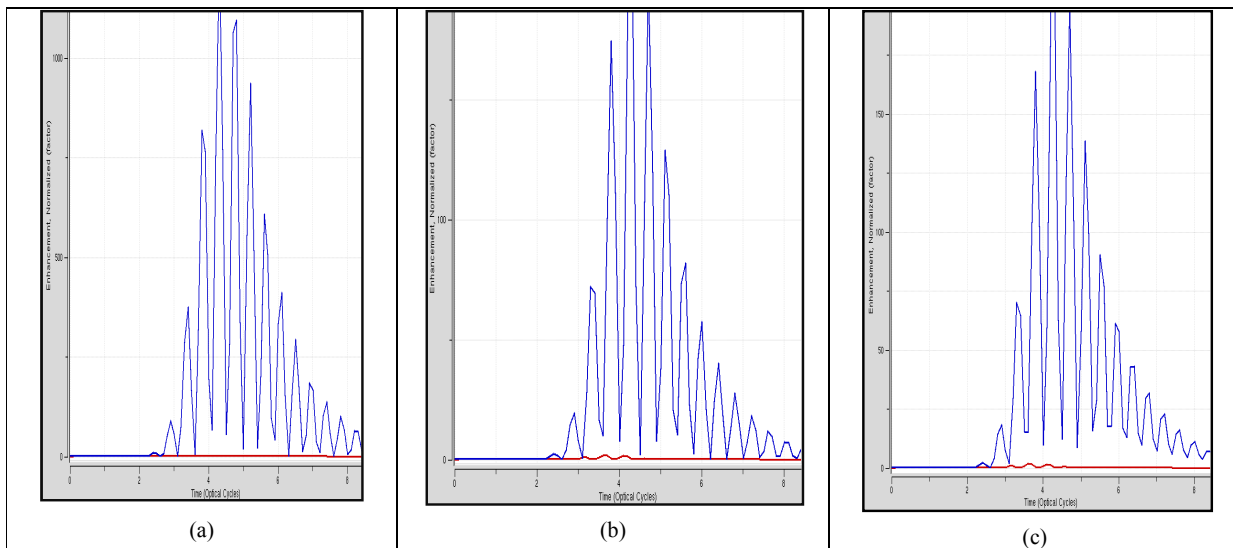 Enhancement, Normalized (factor)
1000
500
0
0 2 4 6 8
Time (Optical Cycles)
(a)
Enhancement, Normalized (factor)
100
0
0 2 4 6 8
Time (Optical Cycles)
(b)
Enhancement, Normalized (factor)
150
100
50
0
0 2 4 6 8
Time (Optical Cycles)
(c)